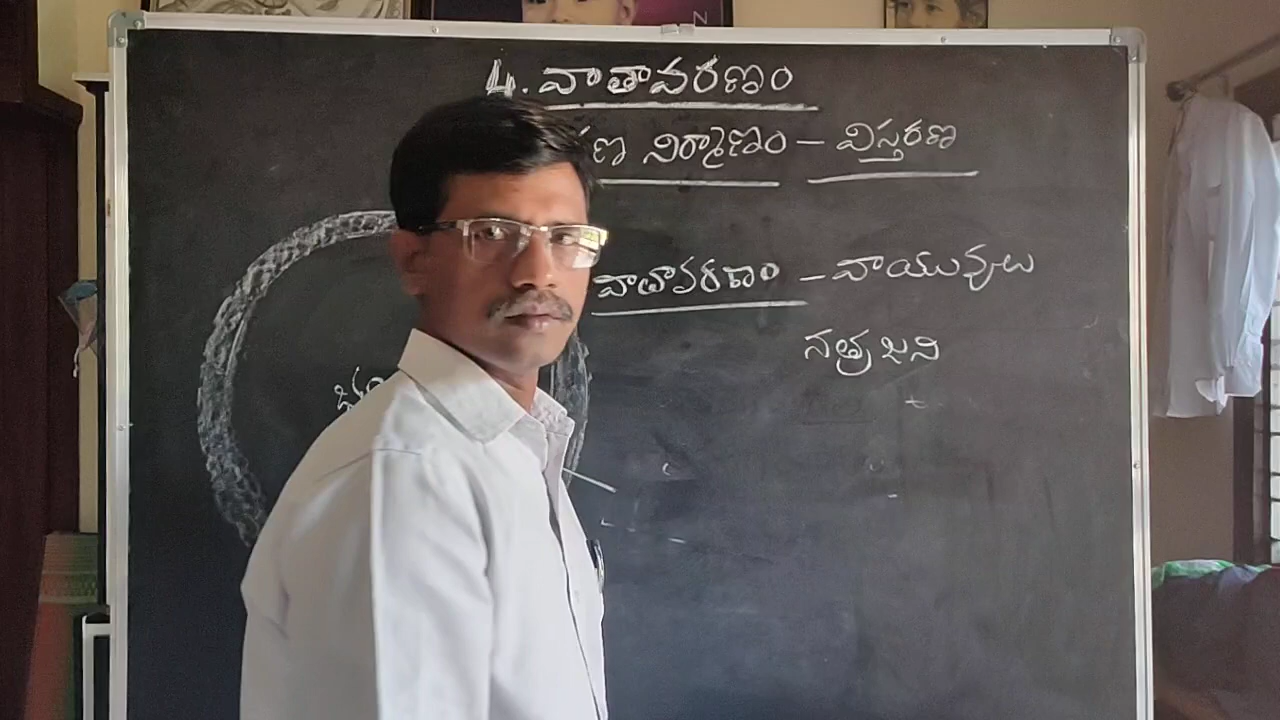 4. వాతావరణం
ణ నిర్మాణం - విస్తరణ
వాతావరణం - వాయువులు
నత్రజని